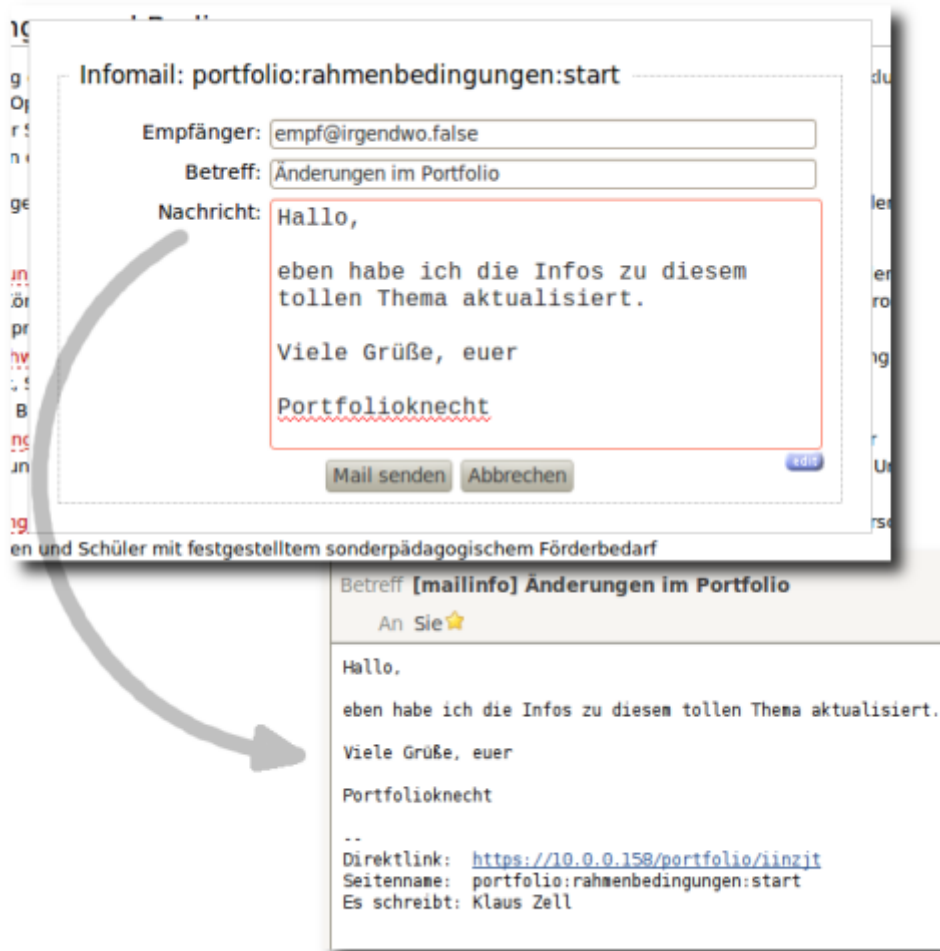 Infomail: portfolio:rahmenbedingungen:start
Empfänger: empf@irgendwo.false
Betreff: Änderungen im Portfolio
Nachricht: Hallo,
eben habe ich die Infos zu diesem
tollen Thema aktualisiert.
Viele Grüße, euer
Portfolioknecht
edit
Mail senden Abbrechen
en und Schüler mit festgestelltem sonderpädagogischem Förderbedarf
Betreff [mailinfo] Änderungen im Portfolio
An Sie
Hallo,
eben habe ich die Infos zu diesem tollen Thema aktualisiert.
Viele Grüße, euer
Portfolioknecht
--
Direktlink: https://10.0.0.158/portfolio/iinzjt
Seitenname: portfolio:rahmenbedingungen:start
Es schreibt: Klaus Zell